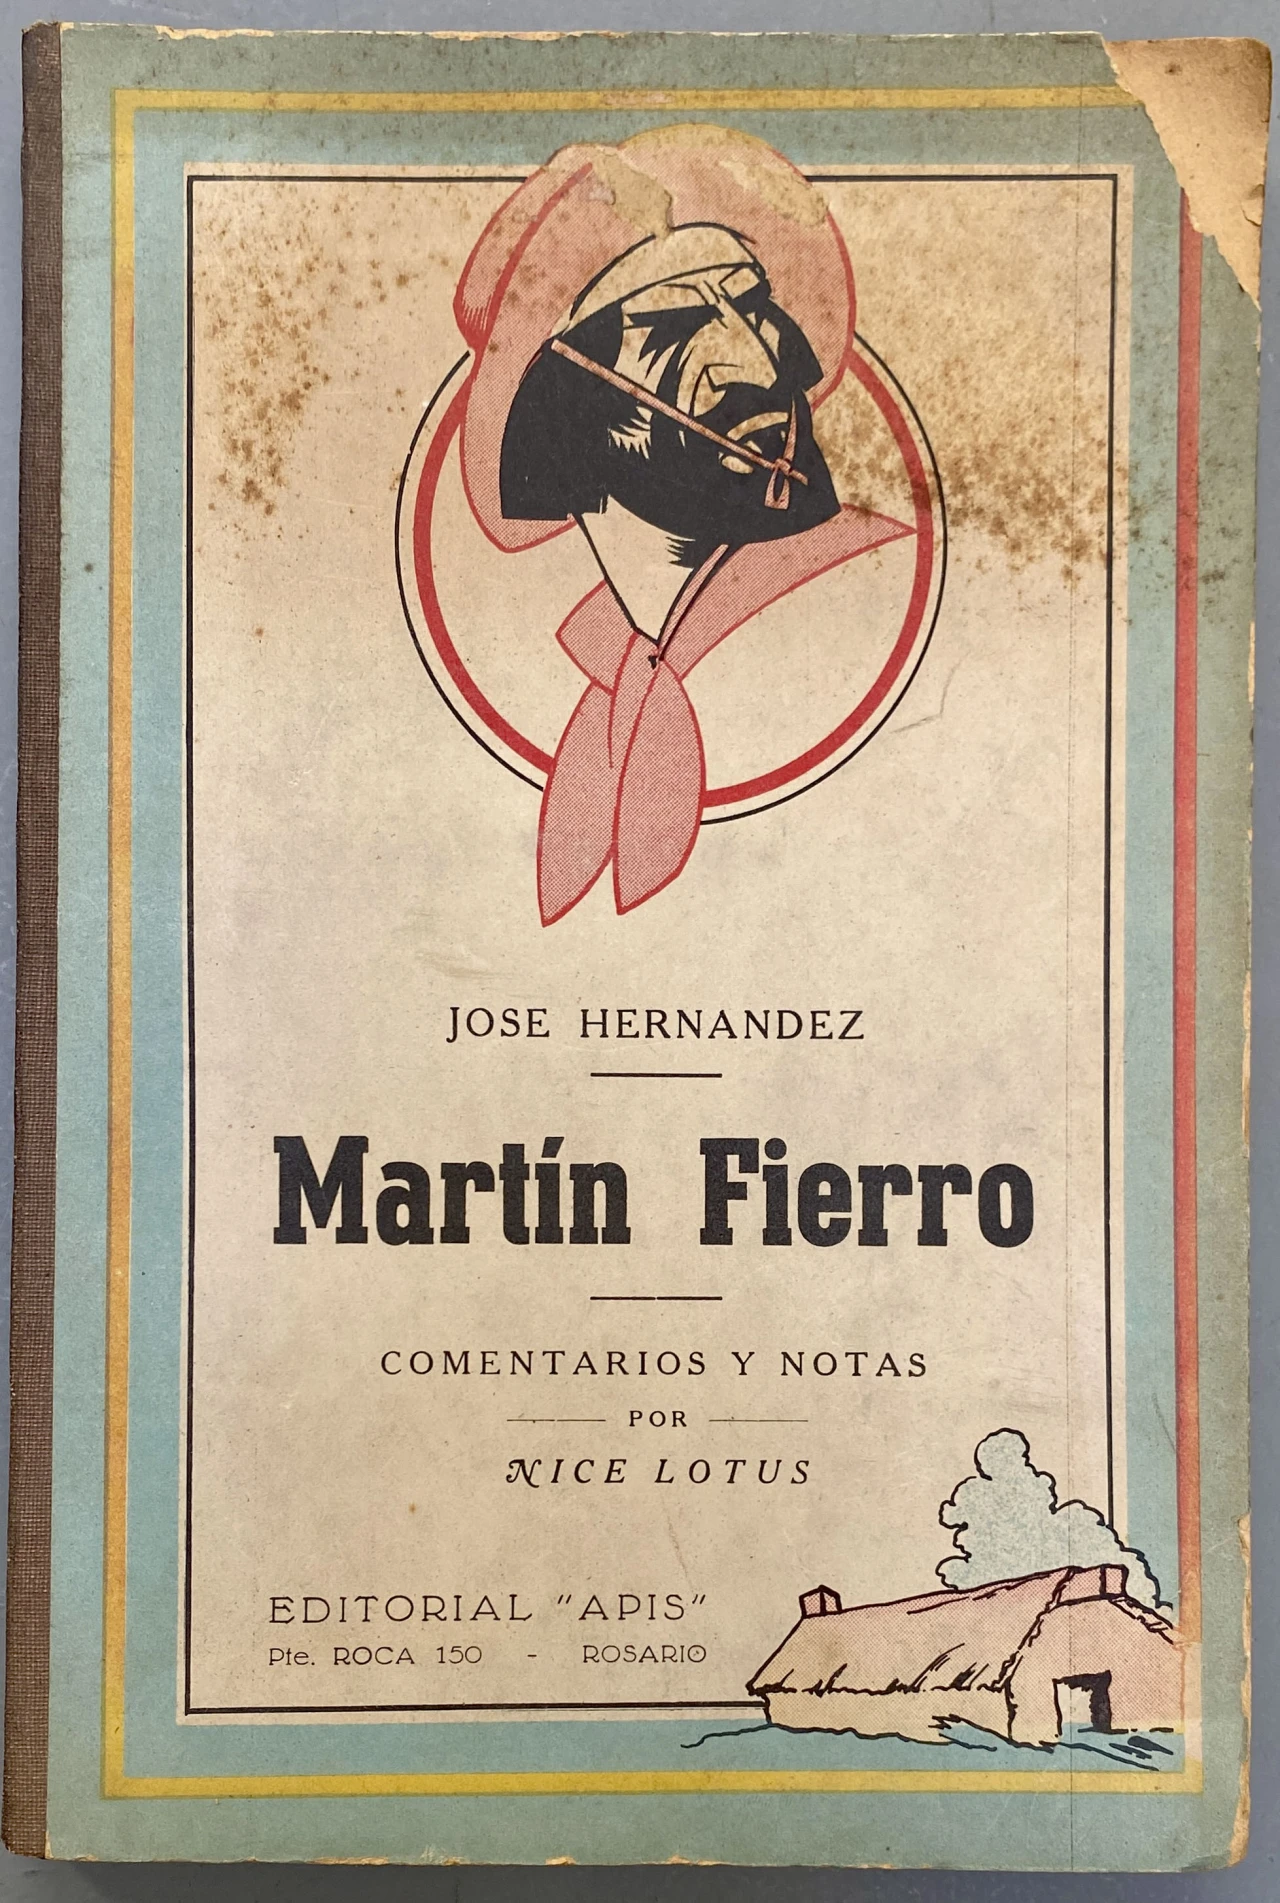 JOSE HERNANDEZ
Martín Fierro
COMENTARIOS Y NOTAS
POR
NICE LOTUS
EDITORIAL "APIS"
Pte. ROCA 150 - ROSARIO